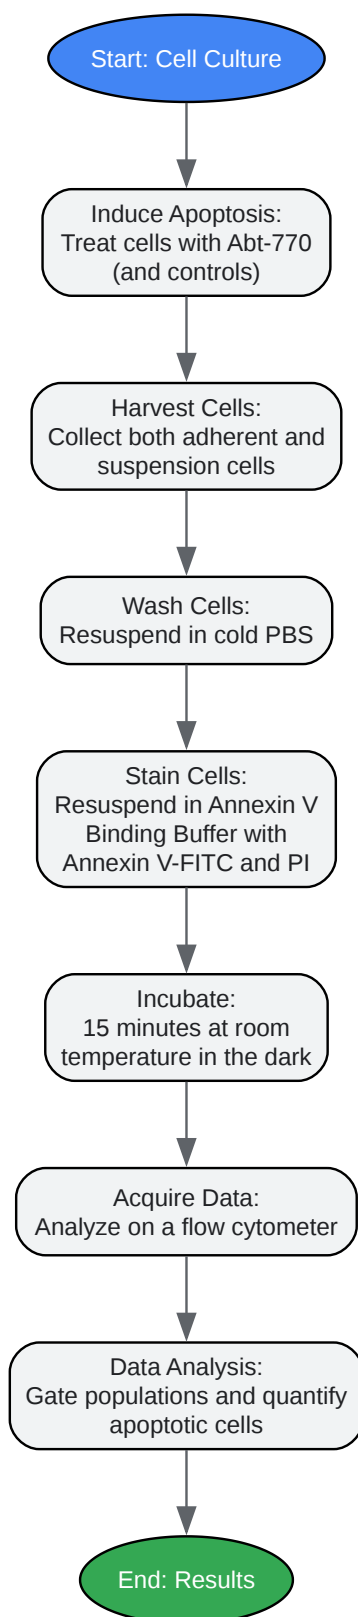 Start: Cell Culture
Induce Apoptosis:
Treat cells with Abt-770
(and controls)
Harvest Cells:
Collect both adherent and
suspension cells
Wash Cells:
Resuspend in cold PBS
Stain Cells:
Resuspend in Annexin V
Binding Buffer with
Annexin V-FITC and PI
Incubate:
15 minutes at room
temperature in the dark
Acquire Data:
Analyze on a flow cytometer
Data Analysis:
Gate populations and quantify
apoptotic cells
End: Results